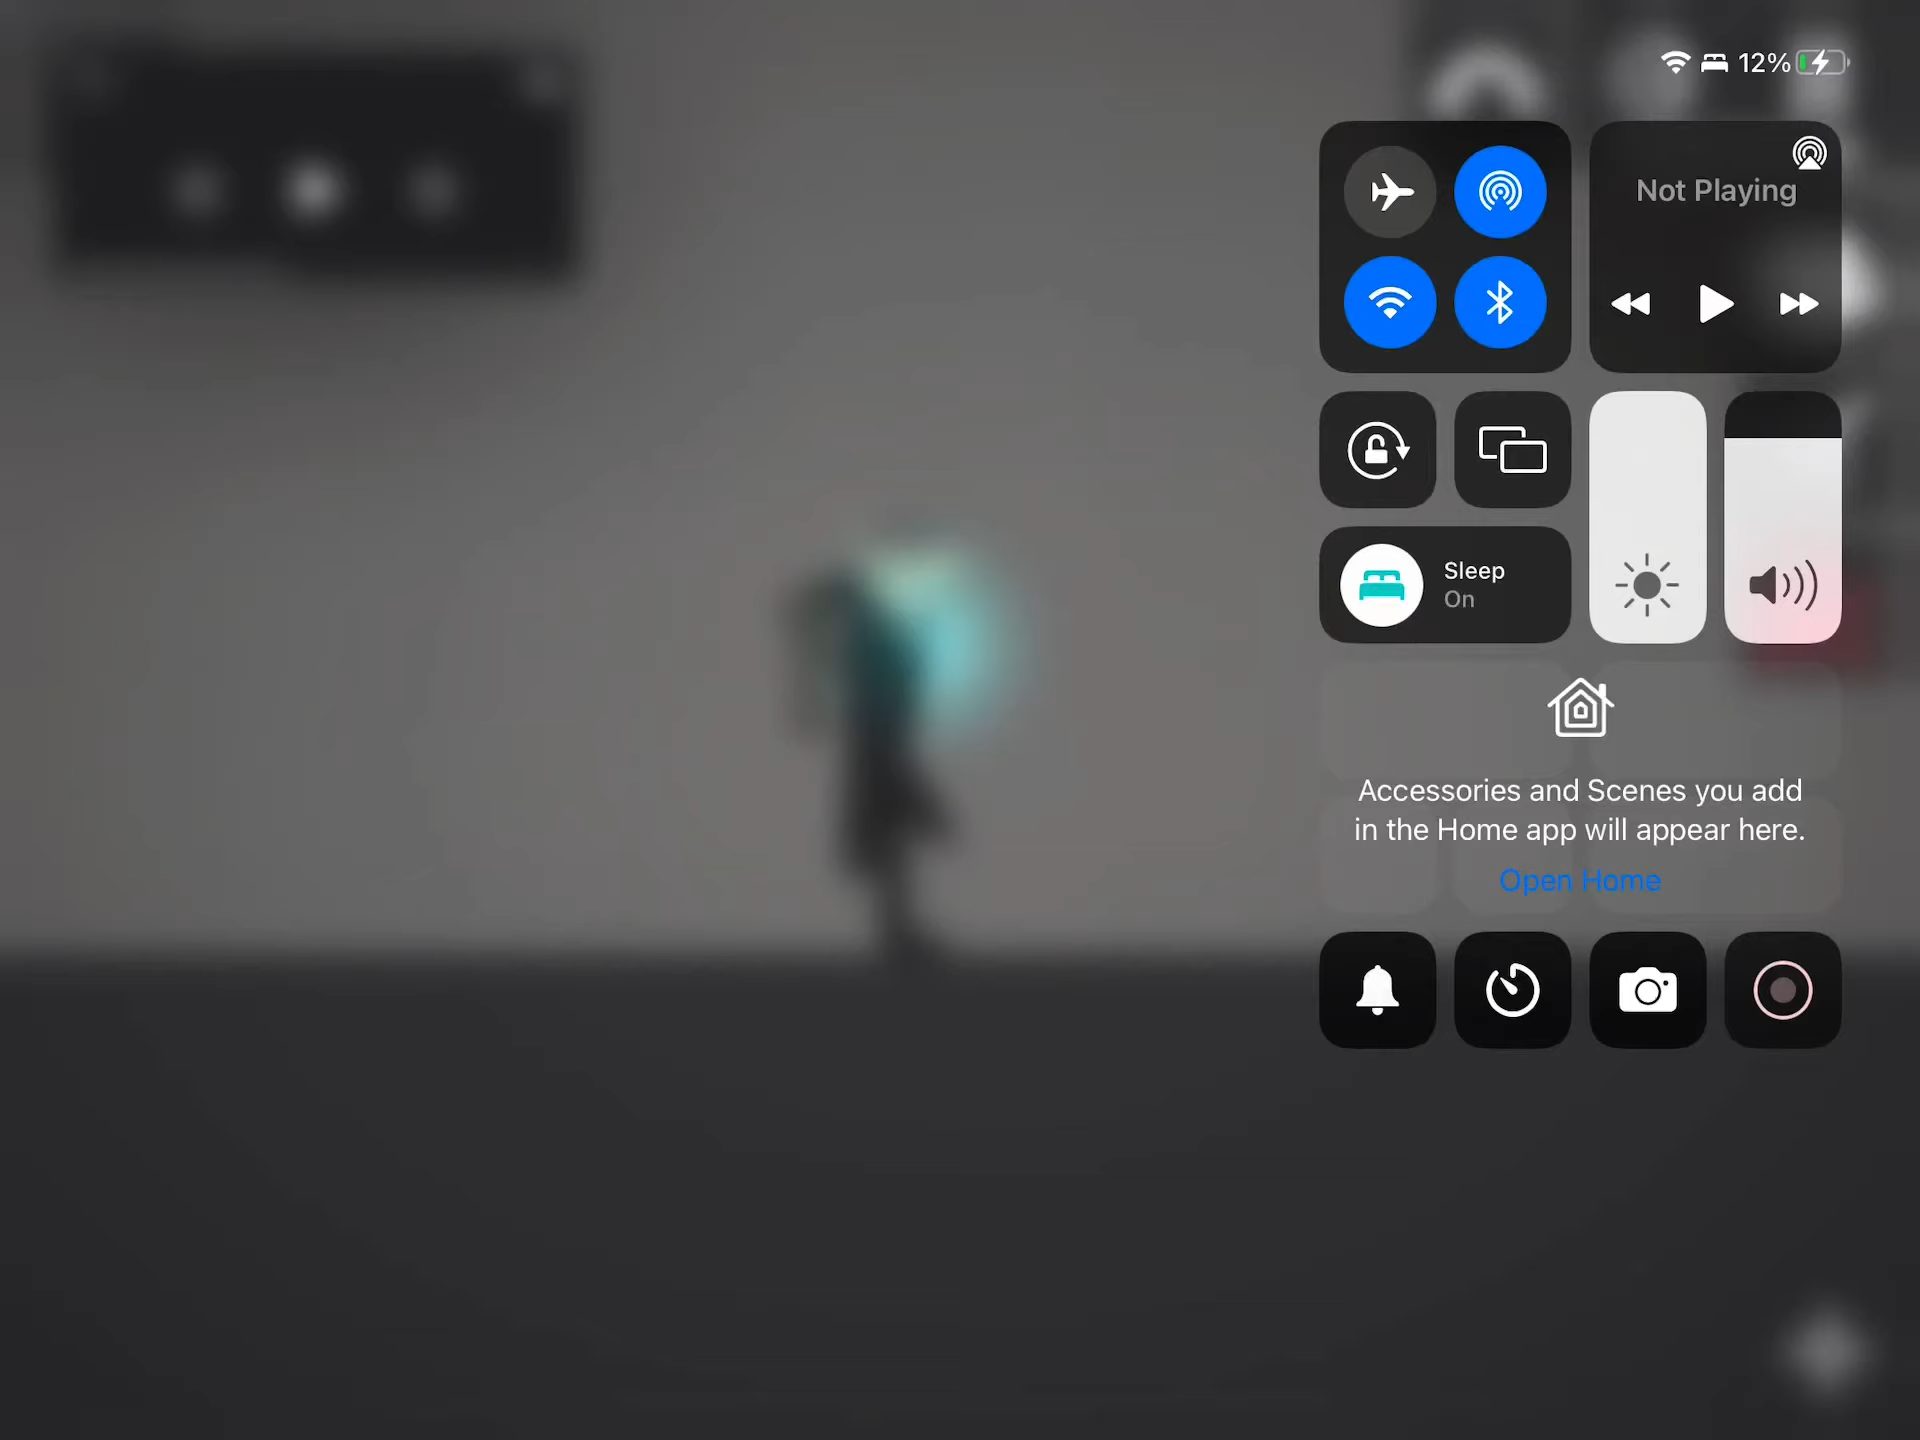 12%
Not Playing
Sleep
On
Accessories and Scenes you add
in the Home app will appear here.
Open Home